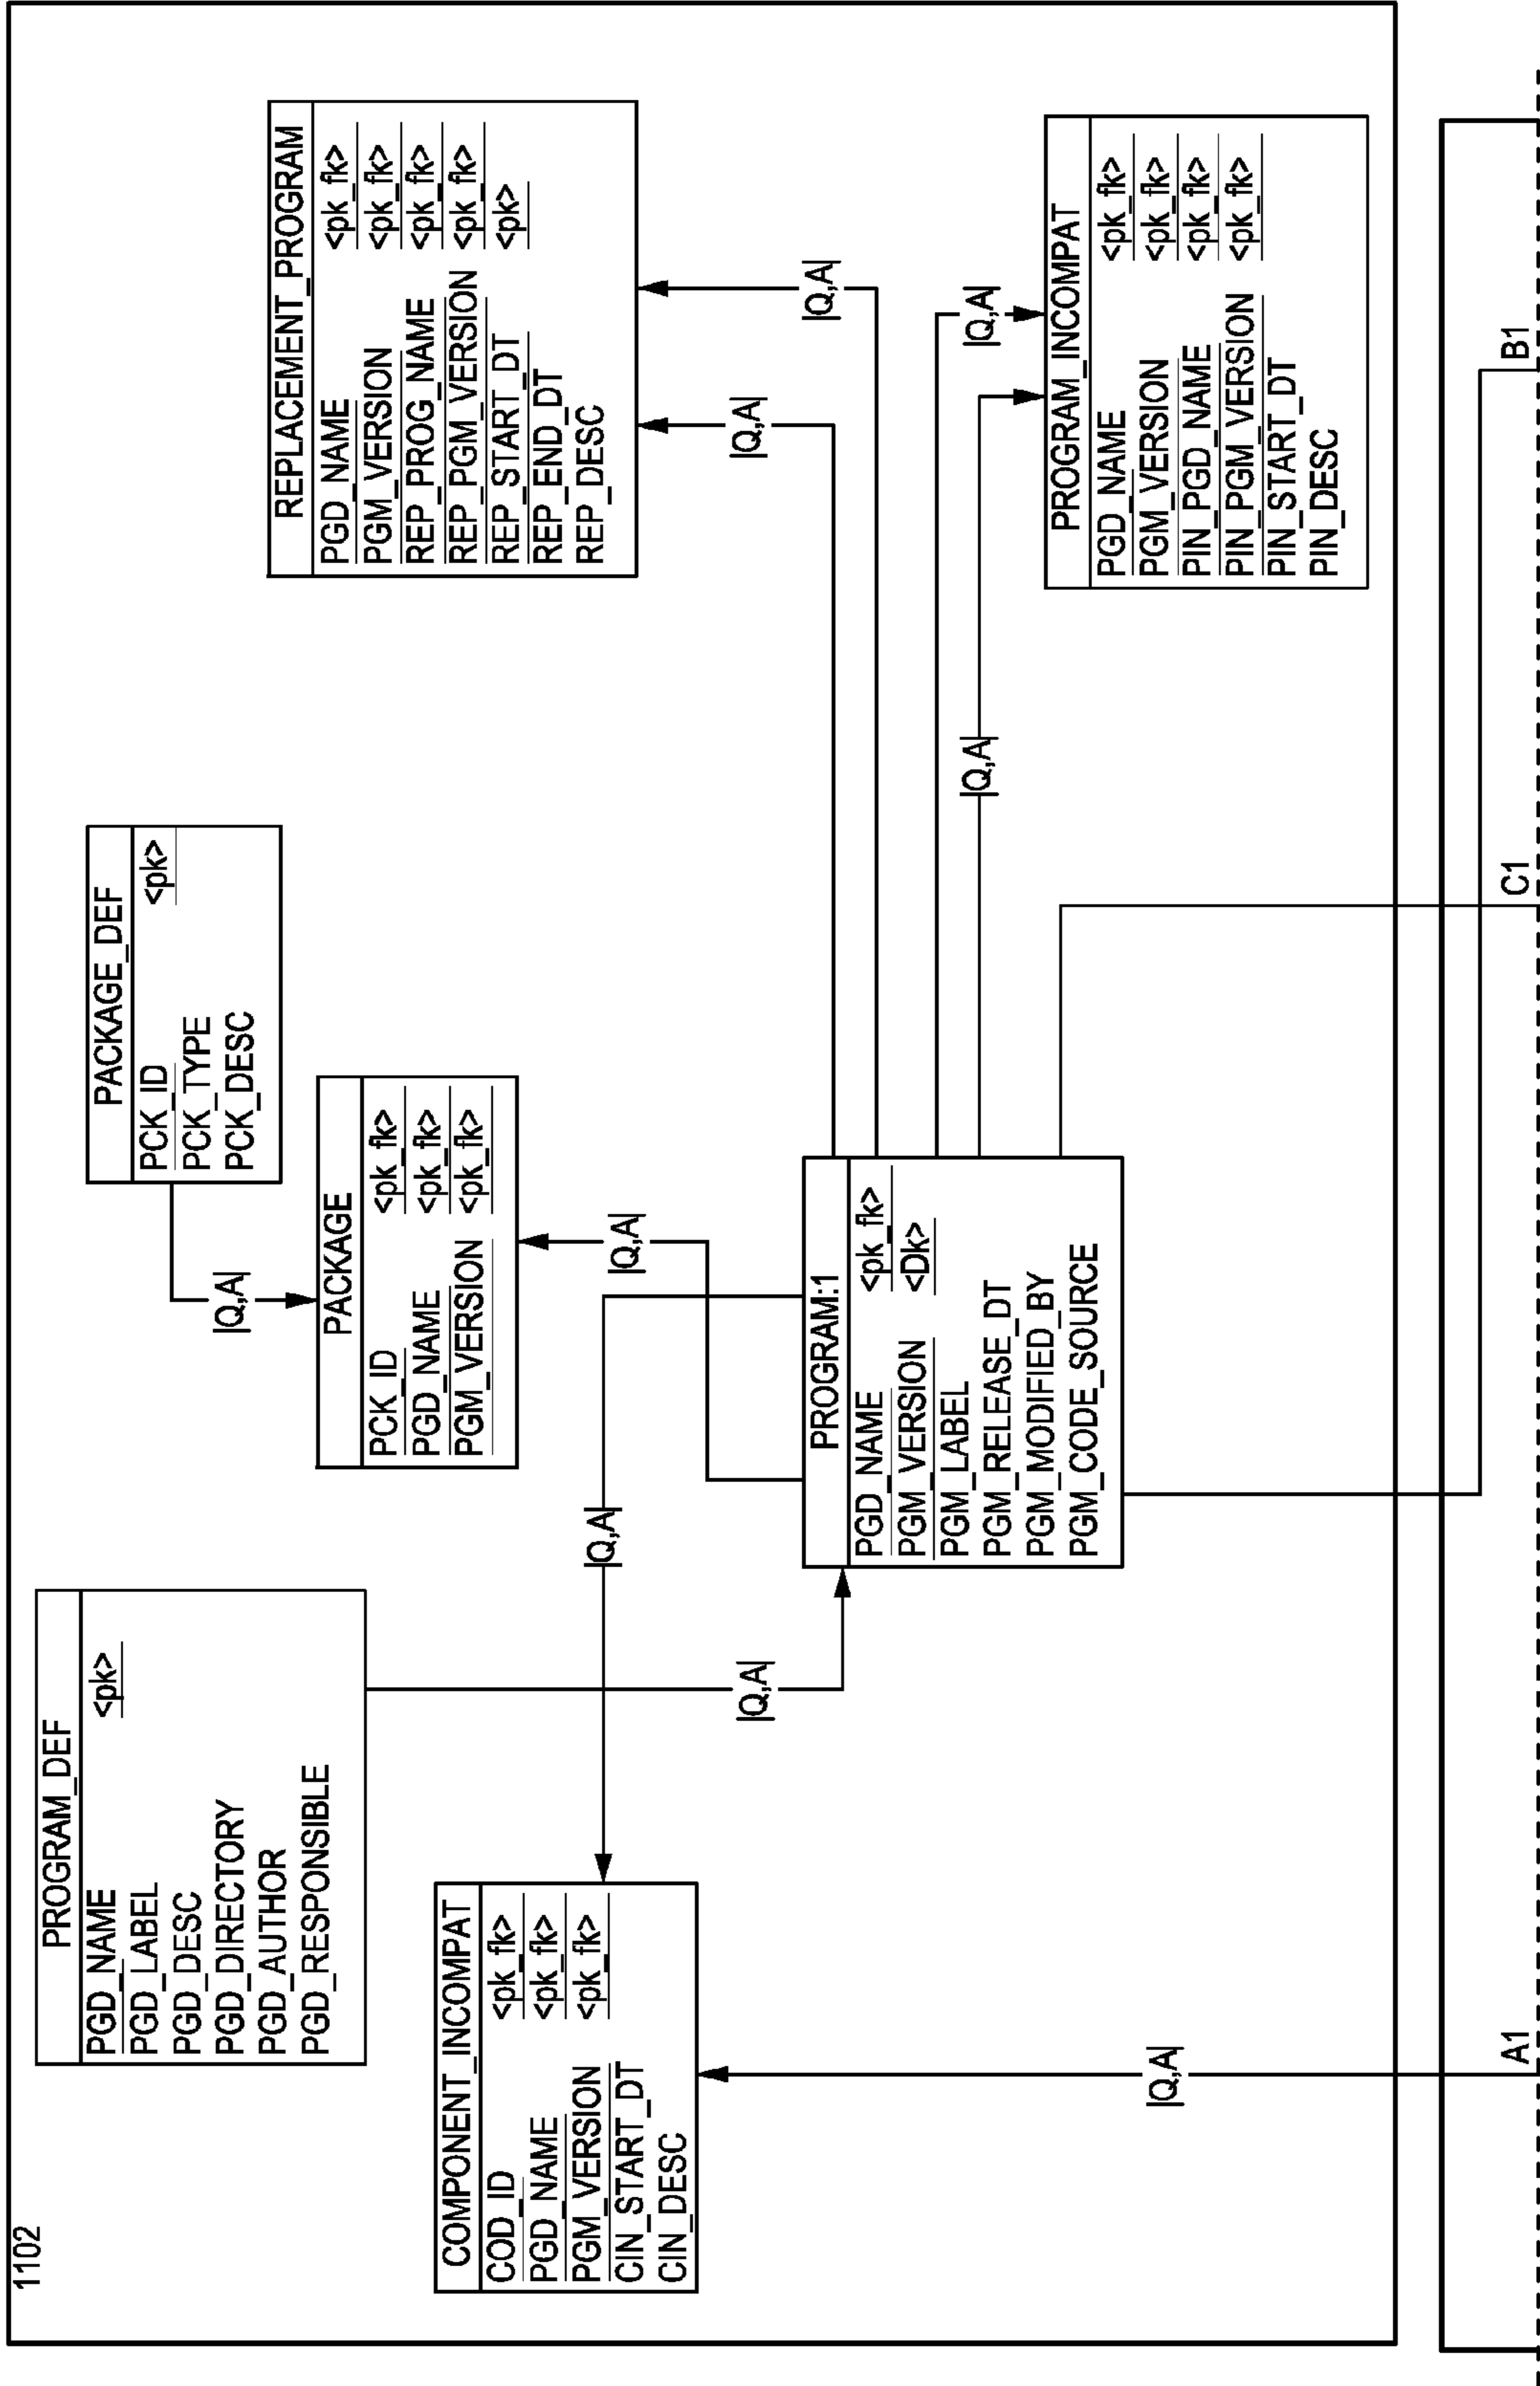 1102
PROGRAM_DEF
PGD_NAME <pk>
PGD_LABEL
PGD_DESC
PGD_DIRECTORY
PGD_AUTHOR
PGD_RESPONSIBLE
PACKAGE_DEF
PCK_ID <pk>
PCK_TYPE
PCK_DESC
|Q,A|
PACKAGE
PCK_ID <pk_fk>
PGD_NAME <pk_fk>
PGM_VERSION <pk_fk>
REPLACEMENT_PROGRAM
PGD_NAME <pk_fk>
PGM_VERSION <pk_fk>
REP_PROG_NAME <pk_fk>
REP_PGM_VERSION <pk_fk>
REP_START_DT <pk>
REP_END_DT
REP_DESC
COMPONENT_INCOMPAT
COD_ID <pk_fk>
PGD_NAME <pk_fk>
PGM_VERSION <pk_fk>
CIN_START_DT
CIN_DESC
|Q,A|
|Q,A|
|Q,A|
|Q,A|
|Q,A|
PROGRAM:1
PGD_NAME <pk_fk>
PGM_VERSION <Dk>
PGM_LABEL
PGM_RELEASE_DT
PGM_MODIFIED_BY
PGM_CODE_SOURCE
|Q,A|
|Q,A|
PROGRAM_INCOMPAT
PGD_NAME <pk_fk>
PGM_VERSION <pk_fk>
PIN_PGD_NAME <pk_fk>
PIN_PGM_VERSION <pk_fk>
PIN_START_DT
PIN_DESC
|Q,A|
A1
C1
B1